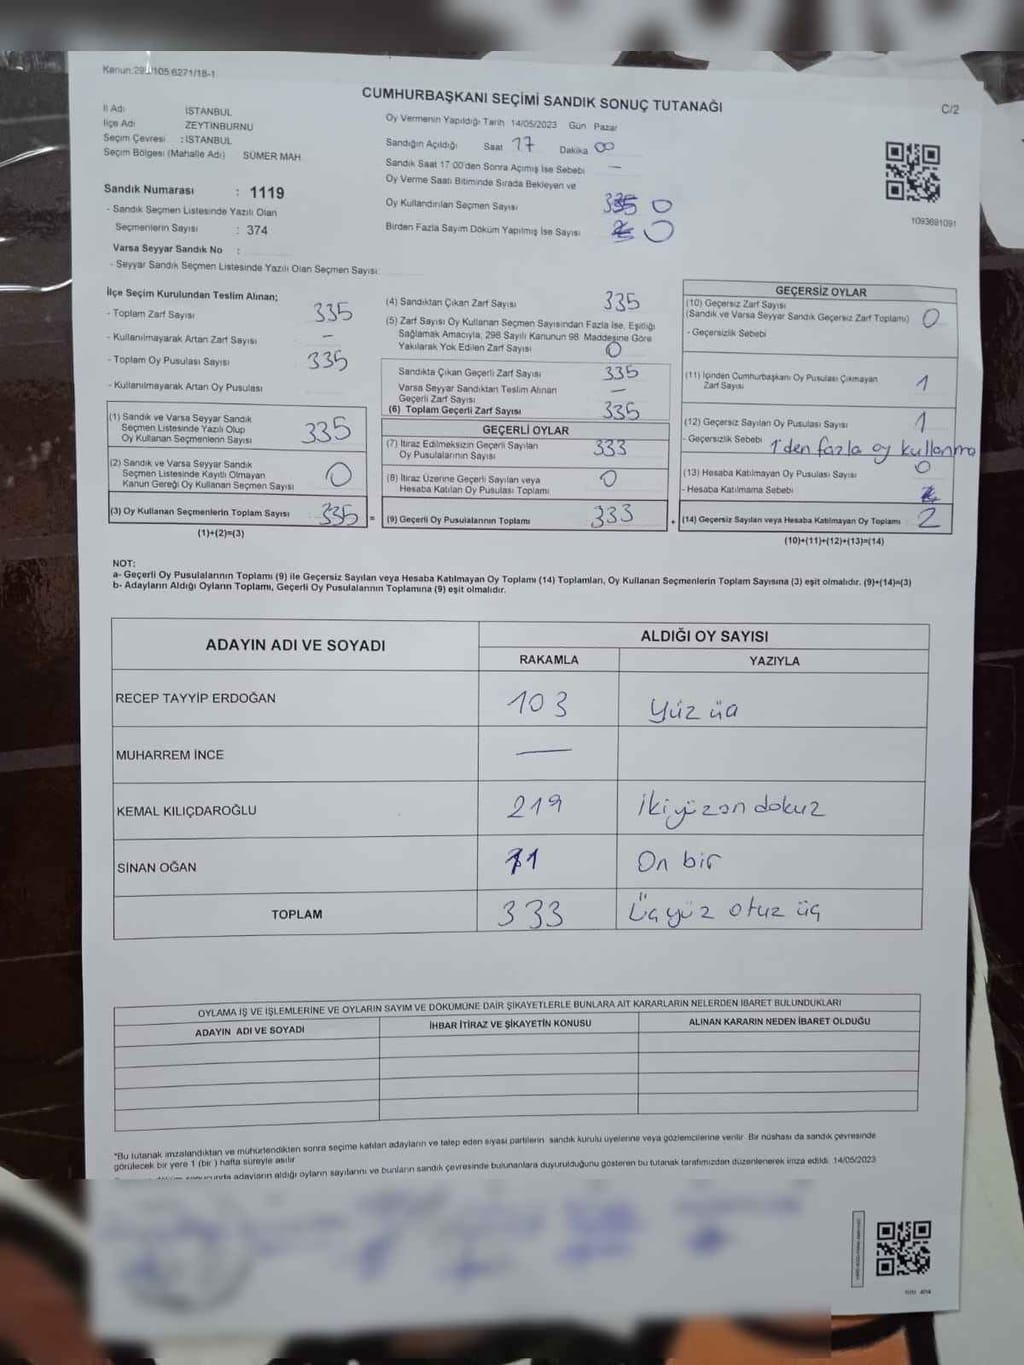 Kanun:298/105 6271/18-1
CUMHURBAŞKANI SEÇİMİ SANDIK SONUÇ TUTANAĞI
C/2
İl Adı : İSTANBUL
İlçe Adı : ZEYTİNBURNU
Seçim Çevresi : İSTANBUL
Seçim Bölgesi (Mahalle Adı) SÜMER MAH.
Oy Vermenin Yapıldığı Tarih 14/05/2023 Gün Pazar
Sandığın Açıldığı Saat 17 Dakika 00
Sandık Saat 17.00'den Sonra Açılmış İse Sebebi —
Oy Verme Saati Bitiminde Sırada Bekleyen ve
Oy Kullandırılan Seçmen Sayısı 335 0
Birden Fazla Sayım Döküm Yapılmış İse Sayısı 0
1093691091
Sandık Numarası : 1119
- Sandık Seçmen Listesinde Yazılı Olan
Seçmenlerin Sayısı : 374
Varsa Seyyar Sandık No :
- Seyyar Sandık Seçmen Listesinde Yazılı Olan Seçmen Sayısı:
İlçe Seçim Kurulundan Teslim Alınan;
- Toplam Zarf Sayısı 335
- Kullanılmayarak Artan Zarf Sayısı —
- Toplam Oy Pusulası Sayısı 335
- Kullanılmayarak Artan Oy Pusulası
(1) Sandık ve Varsa Seyyar Sandık
Seçmen Listesinde Yazılı Olup
Oy Kullanan Seçmenlerin Sayısı 335
(2) Sandık ve Varsa Seyyar Sandık
Seçmen Listesinde Kayıtlı Olmayan
Kanun Gereği Oy Kullanan Seçmen Sayısı 0
(3) Oy Kullanan Seçmenlerin Toplam Sayısı 335 =
(1)+(2)=(3)
(4) Sandıktan Çıkan Zarf Sayısı 335
(5) Zarf Sayısı Oy Kullanan Seçmen Sayısından Fazla İse, Eşitliği
Sağlamak Amacıyla, 298 Sayılı Kanunun 98. Maddesine Göre
Yakılarak Yok Edilen Zarf Sayısı 0
Sandıkta Çıkan Geçerli Zarf Sayısı 335
Varsa Seyyar Sandıktan Teslim Alınan
Geçerli Zarf Sayısı —
(6) Toplam Geçerli Zarf Sayısı 335
GEÇERLİ OYLAR
(7) İtiraz Edilmeksizin Geçerli Sayılan
Oy Pusulalarının Sayısı 333
(8) İtiraz Üzerine Geçerli Sayılan veya
Hesaba Katılan Oy Pusulası Toplamı 0
(9) Geçerli Oy Pusulalarının Toplamı 333 +
GEÇERSİZ OYLAR
(10) Geçersiz Zarf Sayısı
(Sandık ve Varsa Seyyar Sandık Geçersiz Zarf Toplamı) 0
- Geçersizlik Sebebi
(11) İçinden Cumhurbaşkanı Oy Pusulası Çıkmayan
Zarf Sayısı 1
(12) Geçersiz Sayılan Oy Pusulası Sayısı 1
- Geçersizlik Sebebi 1'den fazla oy kullanma
(13) Hesaba Katılmayan Oy Pusulası Sayısı 0
- Hesaba Katılmama Sebebi
(14) Geçersiz Sayılan veya Hesaba Katılmayan Oy Toplamı 2
(10)+(11)+(12)+(13)=(14)
NOT:
a- Geçerli Oy Pusulalarının Toplamı (9) ile Geçersiz Sayılan veya Hesaba Katılmayan Oy Toplamı (14) Toplamları, Oy Kullanan Seçmenlerin Toplam Sayısına (3) eşit olmalıdır. (9)+(14)=(3)
b- Adayların Aldığı Oyların Toplamı, Geçerli Oy Pusulalarının Toplamına (9) eşit olmalıdır.
ADAYIN ADI VE SOYADI
ALDIĞI OY SAYISI
RAKAMLA YAZIYLA
RECEP TAYYİP ERDOĞAN 103 Yüz üç
MUHARREM İNCE —
KEMAL KILIÇDAROĞLU 219 İkiyüzon dokuz
SİNAN OĞAN 11 On bir
TOPLAM 333 Üçyüz otuz üç
OYLAMA İŞ VE İŞLEMLERİNE VE OYLARIN SAYIM VE DÖKÜMÜNE DAİR ŞİKAYETLERLE BUNLARA AİT KARARLARIN NELERDEN İBARET BULUNDUKLARI
ADAYIN ADI VE SOYADI İHBAR İTİRAZ VE ŞİKAYETİN KONUSU ALINAN KARARIN NEDEN İBARET OLDUĞU
*Bu tutanak imzalandıktan ve mühürlendikten sonra seçime katılan adayların ve talep eden siyasi partilerin sandık kurulu üyelerine veya gözlemcilerine verilir. Bir nüshası da sandık çevresinde
görülecek bir yere 1 (bir) hafta süreyle asılır.
sonucunda adayların aldığı oyların sayılarını ve bunların sandık çevresinde bulunanlara duyurulduğunu gösteren bu tutanak tarafımızdan düzenlenerek imza edildi. 14/05/2023